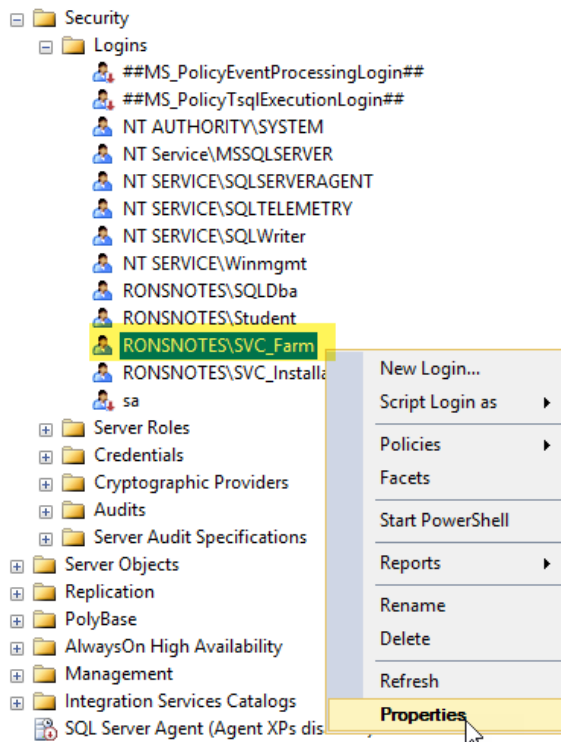 Security
Logins
##MS_PolicyEventProcessingLogin##
##MS_PolicyTsqlExecutionLogin##
NT AUTHORITY\SYSTEM
NT Service\MSSQLSERVER
NT SERVICE\SQLSERVERAGENT
NT SERVICE\SQLTELEMETRY
NT SERVICE\SQLWriter
NT SERVICE\Winmgmt
RONSNOTES\SQLDba
RONSNOTES\Student
RONSNOTES\SVC_Farm
RONSNOTES\SVC_Installa
sa
Server Roles
Credentials
Cryptographic Providers
Audits
Server Audit Specifications
Server Objects
Replication
PolyBase
AlwaysOn High Availability
Management
Integration Services Catalogs
SQL Server Agent (Agent XPs dis
New Login...
Script Login as
Policies
Facets
Start PowerShell
Reports
Rename
Delete
Refresh
Properties